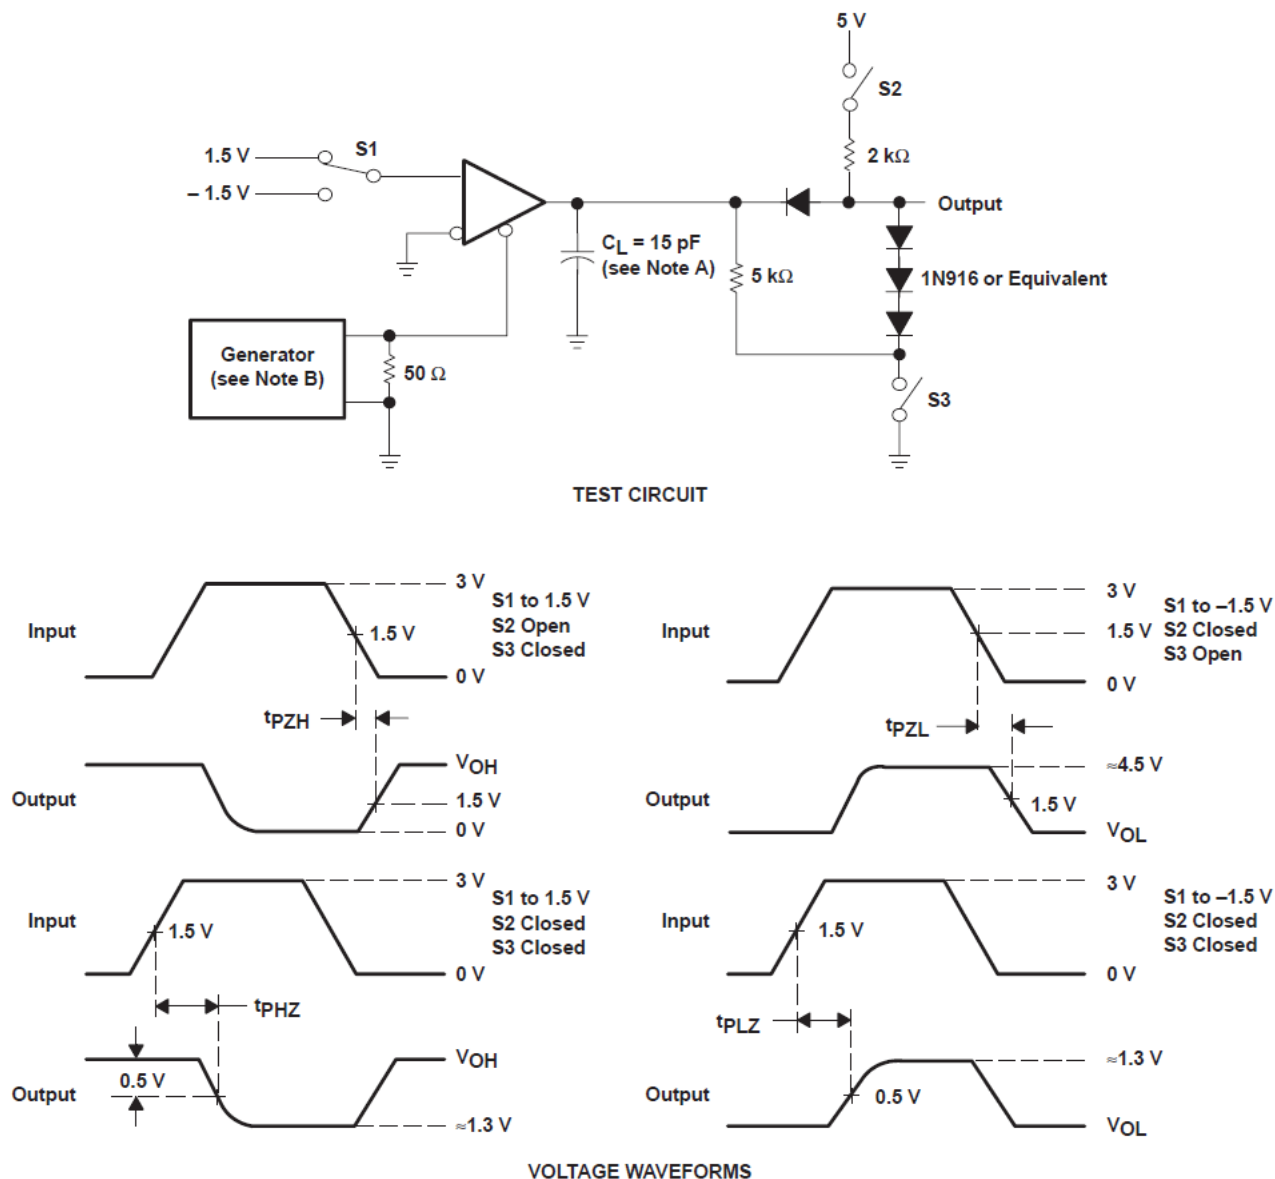 5 V
S2
2 kΩ
1.5 V
S1
– 1.5 V
Output
CL = 15 pF
(see Note A)
5 kΩ
1N916 or Equivalent
Generator
(see Note B)
50 Ω
S3
TEST CIRCUIT
Input
3 V
1.5 V
0 V
S1 to 1.5 V
S2 Open
S3 Closed
tPZH
Output
VOH
1.5 V
0 V
Input
3 V
1.5 V
0 V
S1 to –1.5 V
S2 Closed
S3 Open
tPZL
Output
≈4.5 V
1.5 V
VOL
Input
3 V
1.5 V
0 V
S1 to 1.5 V
S2 Closed
S3 Closed
tPHZ
Output
0.5 V
VOH
≈1.3 V
Input
3 V
1.5 V
0 V
S1 to –1.5 V
S2 Closed
S3 Closed
tPLZ
Output
≈1.3 V
0.5 V
VOL
VOLTAGE WAVEFORMS